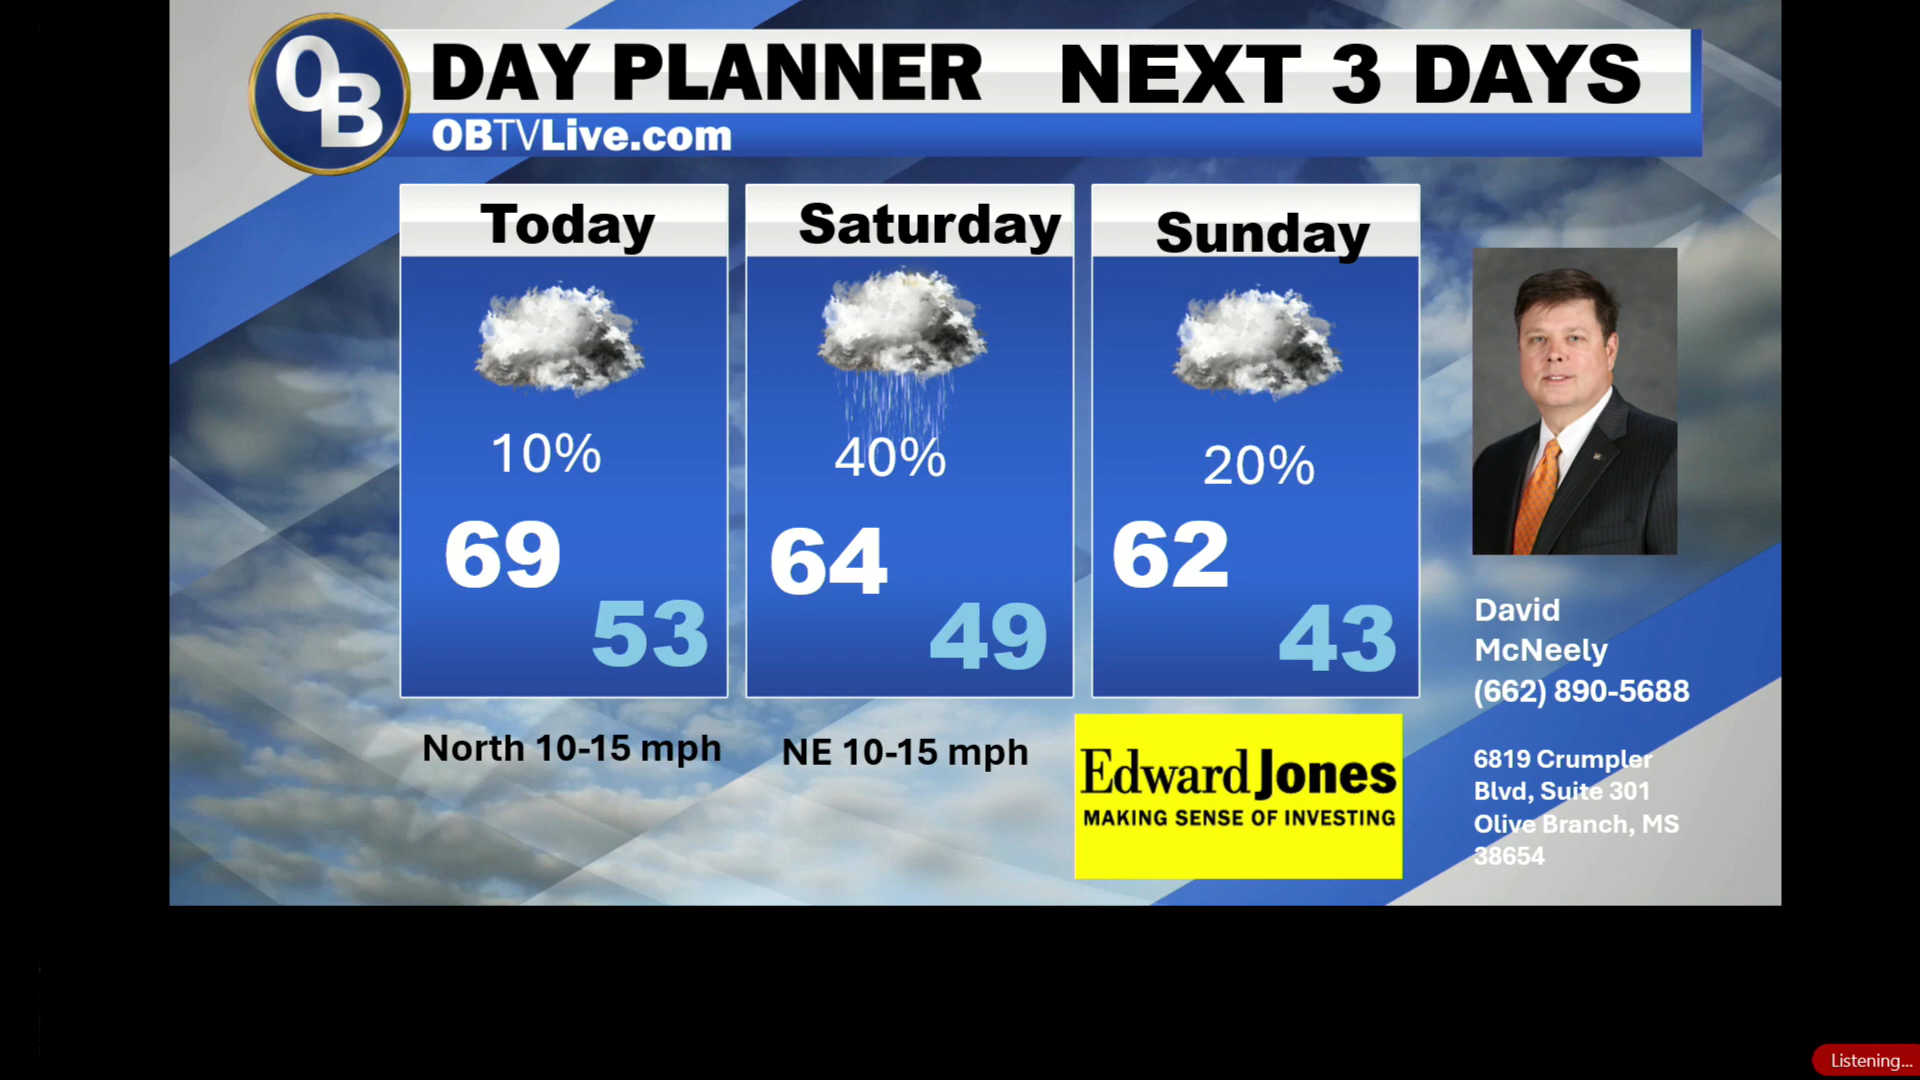 OB
DAY PLANNER NEXT 3 DAYS
OBTVLive.com
Today
10%
69
53
North 10-15 mph
Saturday
40%
64
49
NE 10-15 mph
Sunday
20%
62
43
Edward Jones
MAKING SENSE OF INVESTING
David
McNeely
(662) 890-5688
6819 Crumpler
Blvd, Suite 301
Olive Branch, MS
38654
Listening...